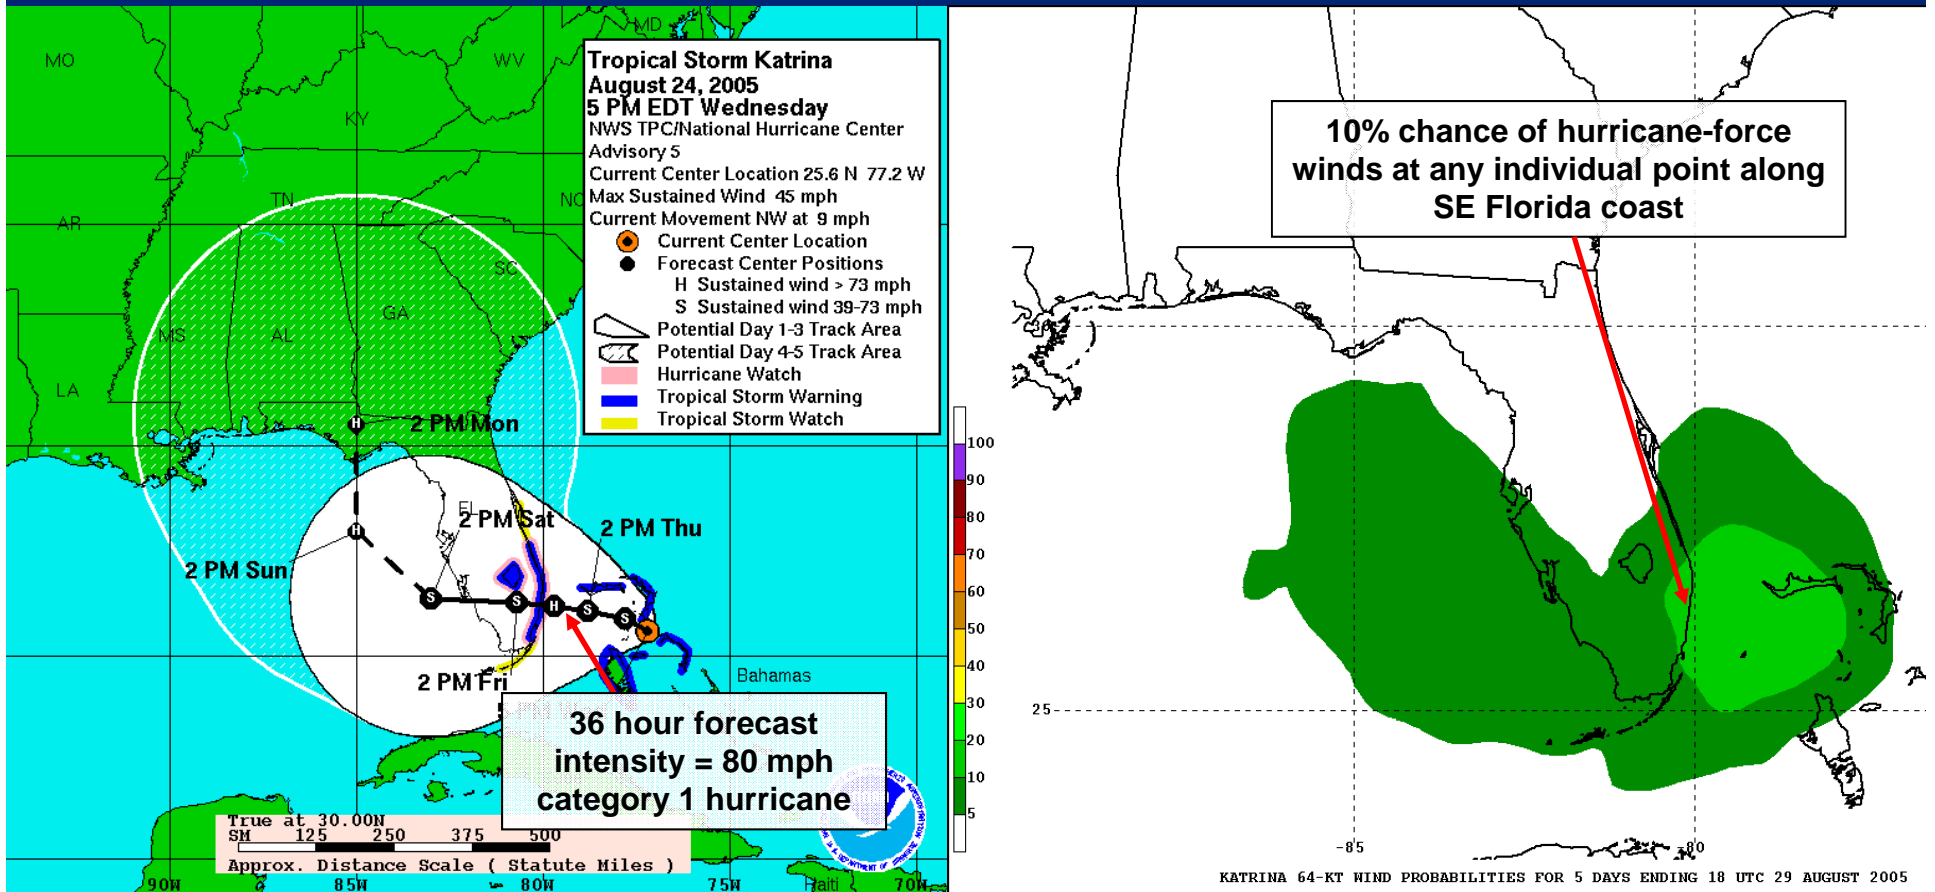 Tropical Storm Katrina
August 24, 2005
5 PM EDT Wednesday
NWS TPC/National Hurricane Center
Advisory 5
Current Center Location 25.6 N 77.2 W
Max Sustained Wind 45 mph
Current Movement NW at 9 mph
Current Center Location
Forecast Center Positions
H Sustained wind > 73 mph
S Sustained wind 39-73 mph
Potential Day 1-3 Track Area
Potential Day 4-5 Track Area
Hurricane Watch
Tropical Storm Warning
Tropical Storm Watch
MO
WV
MD
KY
TN
NC
AR
SC
MS
AL
GA
LA
FL
H
2 PM Mon
H
2 PM Sun
2 PM Sat
2 PM Thu
S
S
H
S
S
2 PM Fri
Bahamas
Haiti
36 hour forecast
intensity = 80 mph
category 1 hurricane
True at 30.00N
SM 125 250 375 500
Approx. Distance Scale ( Statute Miles )
90W
85W
80W
75W
70W
100
90
80
70
60
50
40
30
20
10
5
10% chance of hurricane-force
winds at any individual point along
SE Florida coast
30
25
-85
-80
KATRINA 64-KT WIND PROBABILITIES FOR 5 DAYS ENDING 18 UTC 29 AUGUST 2005